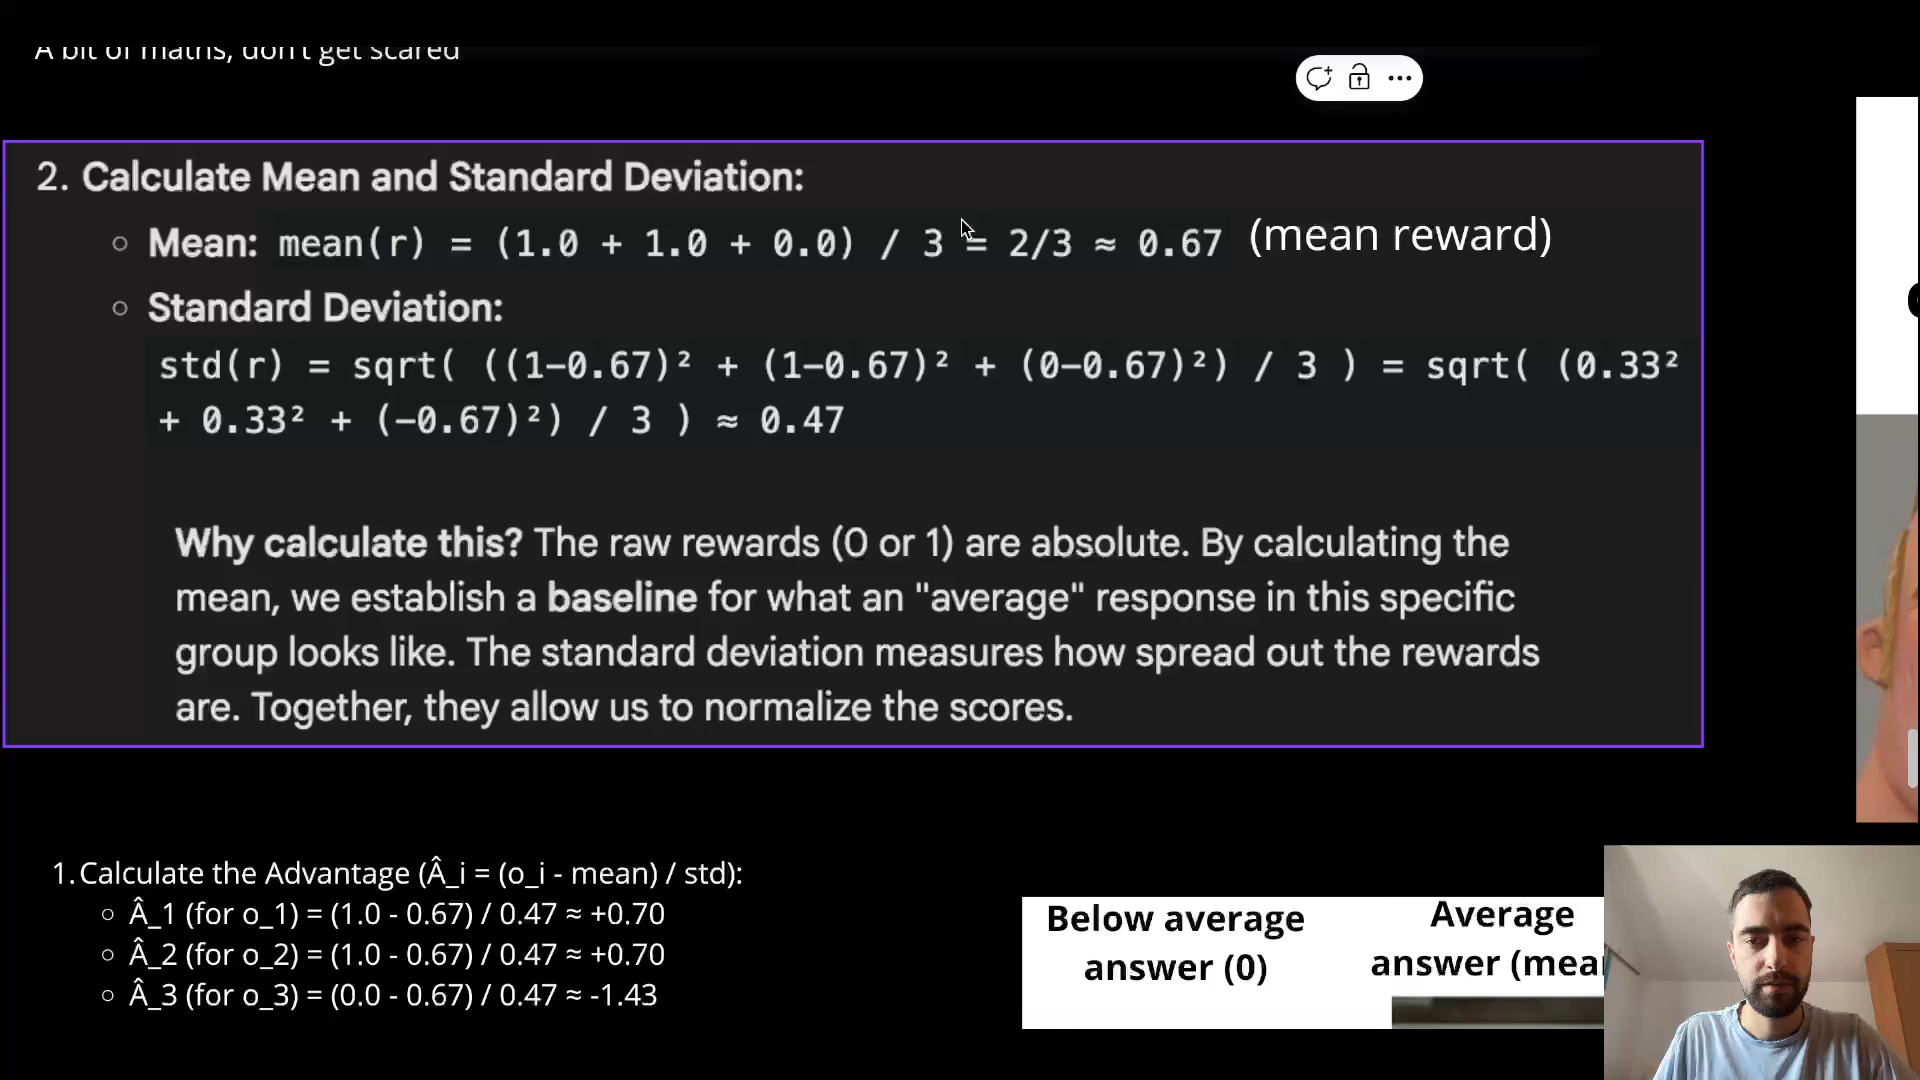 A bit of maths, don't get scared
2. Calculate Mean and Standard Deviation:
○ Mean: mean(r) = (1.0 + 1.0 + 0.0) / 3 = 2/3 ≈ 0.67 (mean reward)
○ Standard Deviation:
std(r) = sqrt( ((1−0.67)² + (1−0.67)² + (0−0.67)²) / 3 ) = sqrt( (0.33²
+ 0.33² + (−0.67)²) / 3 ) ≈ 0.47
Why calculate this? The raw rewards (0 or 1) are absolute. By calculating the
mean, we establish a baseline for what an "average" response in this specific
group looks like. The standard deviation measures how spread out the rewards
are. Together, they allow us to normalize the scores.
1. Calculate the Advantage (Â_i = (o_i - mean) / std):
○ Â_1 (for o_1) = (1.0 - 0.67) / 0.47 ≈ +0.70
○ Â_2 (for o_2) = (1.0 - 0.67) / 0.47 ≈ +0.70
○ Â_3 (for o_3) = (0.0 - 0.67) / 0.47 ≈ -1.43
Below average
answer (0)
Average
answer (mea